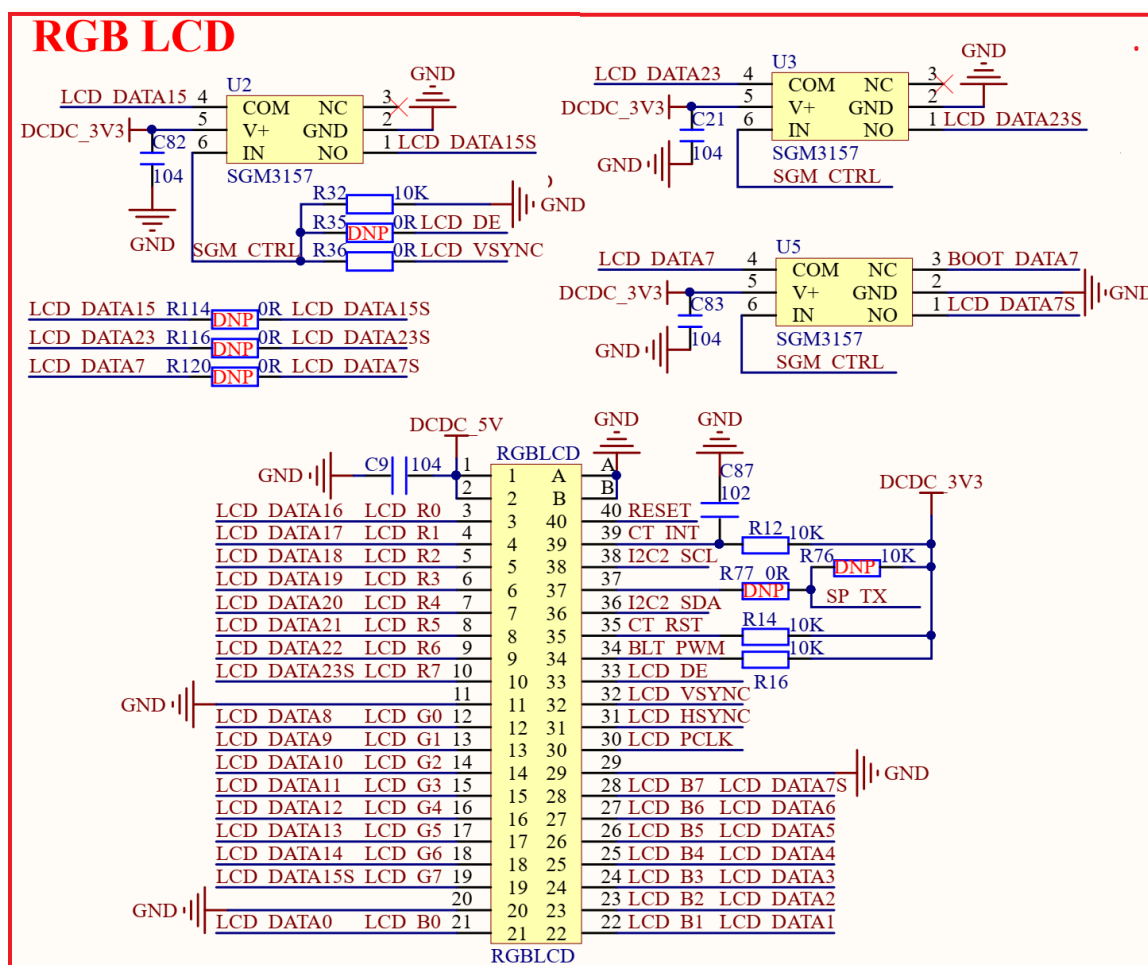 RGB LCD
U2
GND
LCD_DATA15 4 COM NC 3
DCDC_3V3 5 V+ GND 2
6 IN NO 1 LCD_DATA15S
C82
104
SGM3157
GND
R32 10K GND
R35 DNP 0R LCD_DE
SGM_CTRL R36 0R LCD_VSYNC
U3
GND
LCD_DATA23 4 COM NC 3
DCDC_3V3 5 V+ GND 2
6 IN NO 1 LCD_DATA23S
C21
104
GND
SGM3157
SGM_CTRL
U5
LCD_DATA7 4 COM NC 3 BOOT_DATA7
DCDC_3V3 5 V+ GND 2 GND
6 IN NO 1 LCD_DATA7S
C83
104
GND
SGM3157
SGM_CTRL
LCD_DATA15 R114 DNP 0R LCD_DATA15S
LCD_DATA23 R116 DNP 0R LCD_DATA23S
LCD_DATA7 R120 DNP 0R LCD_DATA7S
DCDC_5V
GND
GND
RGBLCD
GND C9 104 1 1 A A
2 2 B B
LCD_DATA16 LCD_R0 3 3 40 40 RESET
LCD_DATA17 LCD_R1 4 4 39 39 CT_INT
LCD_DATA18 LCD_R2 5 5 38 38 I2C2_SCL
LCD_DATA19 LCD_R3 6 6 37 37
LCD_DATA20 LCD_R4 7 7 36 36 I2C2_SDA
LCD_DATA21 LCD_R5 8 8 35 35 CT_RST
LCD_DATA22 LCD_R6 9 9 34 34 BLT_PWM
LCD_DATA23S LCD_R7 10 10 33 33 LCD_DE
GND 11 11 32 32 LCD_VSYNC
LCD_DATA8 LCD_G0 12 12 31 31 LCD_HSYNC
LCD_DATA9 LCD_G1 13 13 30 30 LCD_PCLK
LCD_DATA10 LCD_G2 14 14 29 29 GND
LCD_DATA11 LCD_G3 15 15 28 28 LCD_B7 LCD_DATA7S
LCD_DATA12 LCD_G4 16 16 27 27 LCD_B6 LCD_DATA6
LCD_DATA13 LCD_G5 17 17 26 26 LCD_B5 LCD_DATA5
LCD_DATA14 LCD_G6 18 18 25 25 LCD_B4 LCD_DATA4
LCD_DATA15S LCD_G7 19 19 24 24 LCD_B3 LCD_DATA3
GND 20 20 23 23 LCD_B2 LCD_DATA2
LCD_DATA0 LCD_B0 21 21 22 22 LCD_B1 LCD_DATA1
RGBLCD
C87
102
DCDC_3V3
R12 10K
R76 DNP 10K
R77 DNP 0R
SP_TX
R14 10K
R16 10K